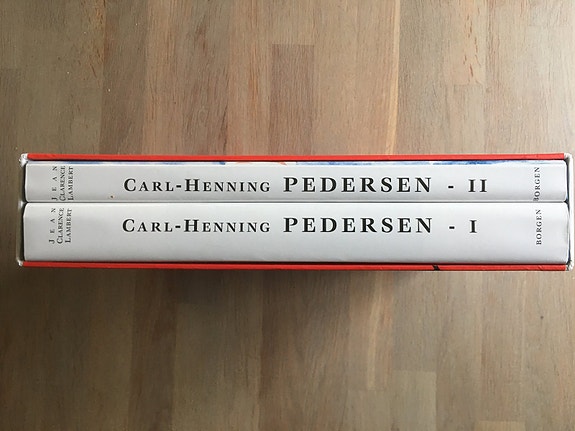 JEAN
CLARENCE
LAMBERT
CARL-HENNING PEDERSEN - II
BORGEN
JEAN
CLARENCE
LAMBERT
CARL-HENNING PEDERSEN - I
BORGEN